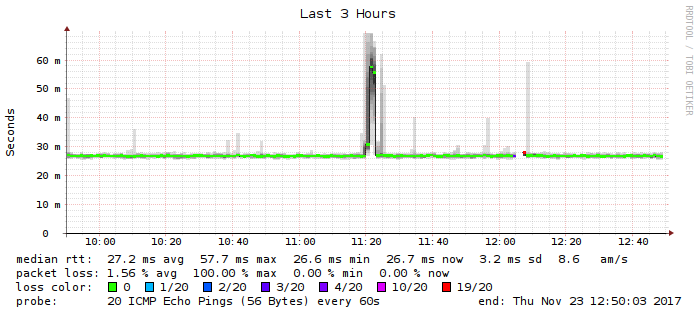 Last 3 Hours
RRDTOOL / TOBI OETIKER
Seconds
60 m
50 m
40 m
30 m
20 m
10 m
0
10:00 10:20 10:40 11:00 11:20 11:40 12:00 12:20 12:40
median rtt: 27.2 ms avg 57.7 ms max 26.6 ms min 26.7 ms now 3.2 ms sd 8.6 am/s
packet loss: 1.56 % avg 100.00 % max 0.00 % min 0.00 % now
loss color: 0 1/20 2/20 3/20 4/20 10/20 19/20
probe: 20 ICMP Echo Pings (56 Bytes) every 60s end: Thu Nov 23 12:50:03 2017